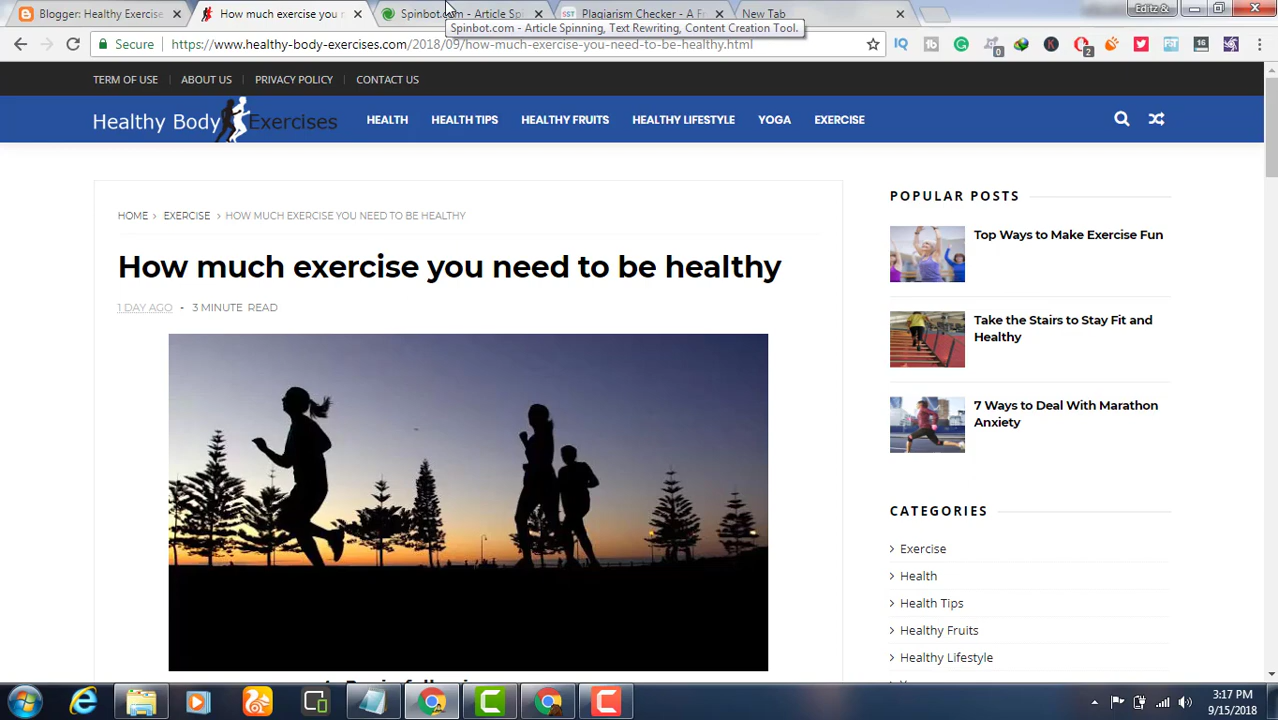 Blogger: Healthy Exercise
How much exercise you n
Spinbot.com - Article Spi
Plagiarism Checker - A F
New Tab
Editz &
Spinbot.com - Article Spinning, Text Rewriting, Content Creation Tool.
Secure
https://www.healthy-body-exercises.com/2018/09/how-much-exercise-you-need-to-be-healthy.html
TERM OF USE
ABOUT US
PRIVACY POLICY
CONTACT US
Healthy Body Exercises
HEALTH
HEALTH TIPS
HEALTHY FRUITS
HEALTHY LIFESTYLE
YOGA
EXERCISE
HOME > EXERCISE > HOW MUCH EXERCISE YOU NEED TO BE HEALTHY
How much exercise you need to be healthy
1 DAY AGO • 3 MINUTE READ
POPULAR POSTS
Top Ways to Make Exercise Fun
Take the Stairs to Stay Fit and
Healthy
7 Ways to Deal With Marathon
Anxiety
CATEGORIES
> Exercise
> Health
> Health Tips
> Healthy Fruits
> Healthy Lifestyle
3:17 PM
9/15/2018